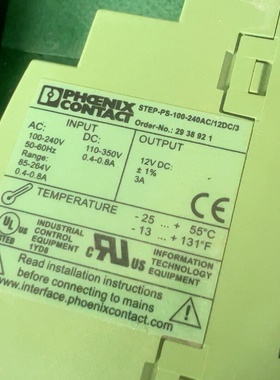 PHOENIX
CONTACT
STEP-PS-100-240AC/12DC/3
Order-No.: 29 38 92 1
INPUT
AC: DC:
100-240V 110-350V
50-60Hz 0.4-0.8A
Range:
85-264V
0.4-0.8A
OUTPUT
12V DC:
± 1%
3A
TEMPERATURE
- 25 ... + 55°C
- 13 ... +131°F
CE
INDUSTRIAL
CONTROL
EQUIPMENT
1YD8
INFORMATION
TECHNOLOGY
EQUIPMENT
Read installation instructions
before connecting to mains
www.interface.phoenixcontact.com